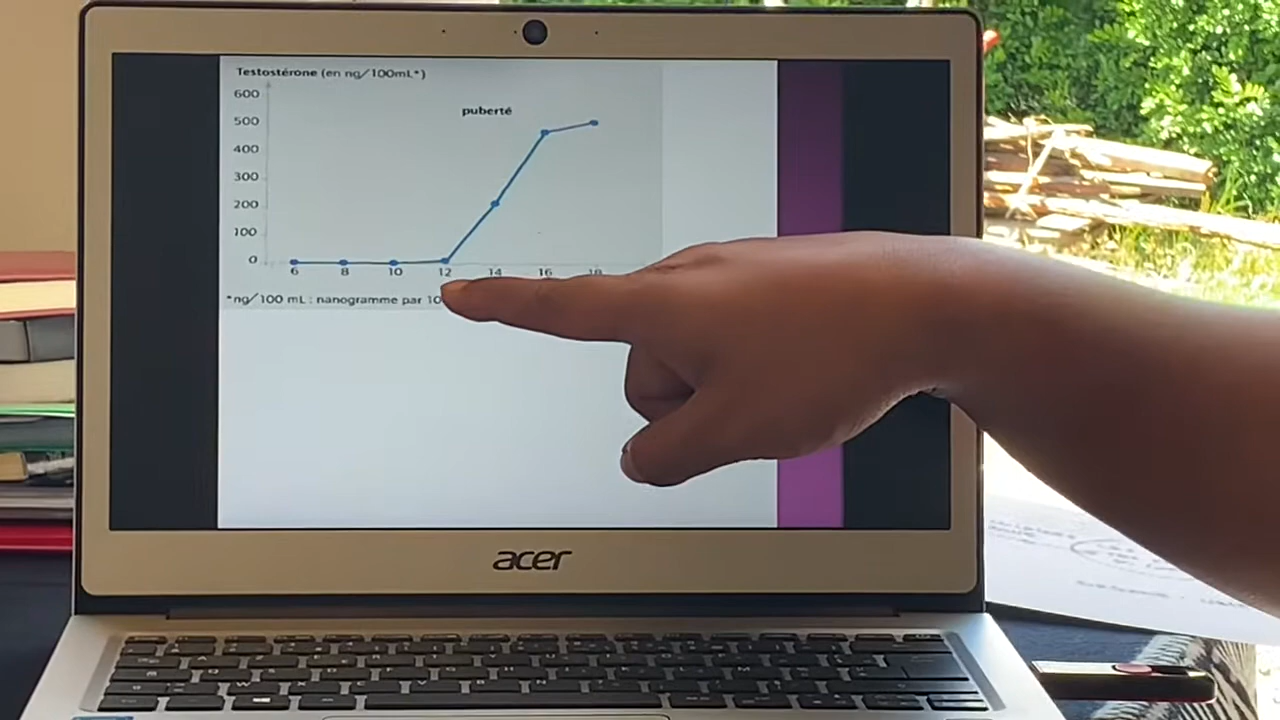 Testostérone (en ng/100mL*)
600
500
400
300
200
100
0
puberté
6 8 10 12 14 16 18
*ng/100 mL : nanogramme par 10
acer